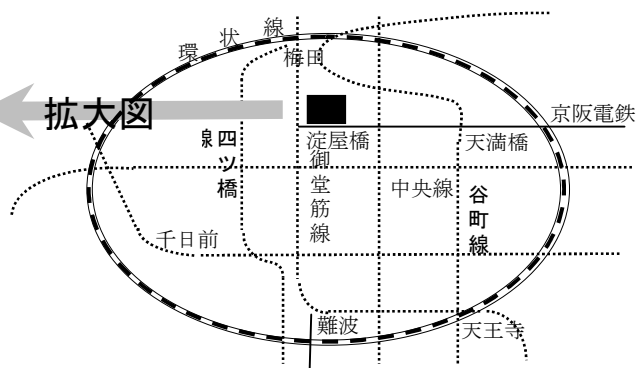 環状線
梅田
拡大図
京阪電鉄
淀屋橋
天満橋
四ツ橋線
御堂筋線
中央線
谷町線
千日前
難波
天王寺